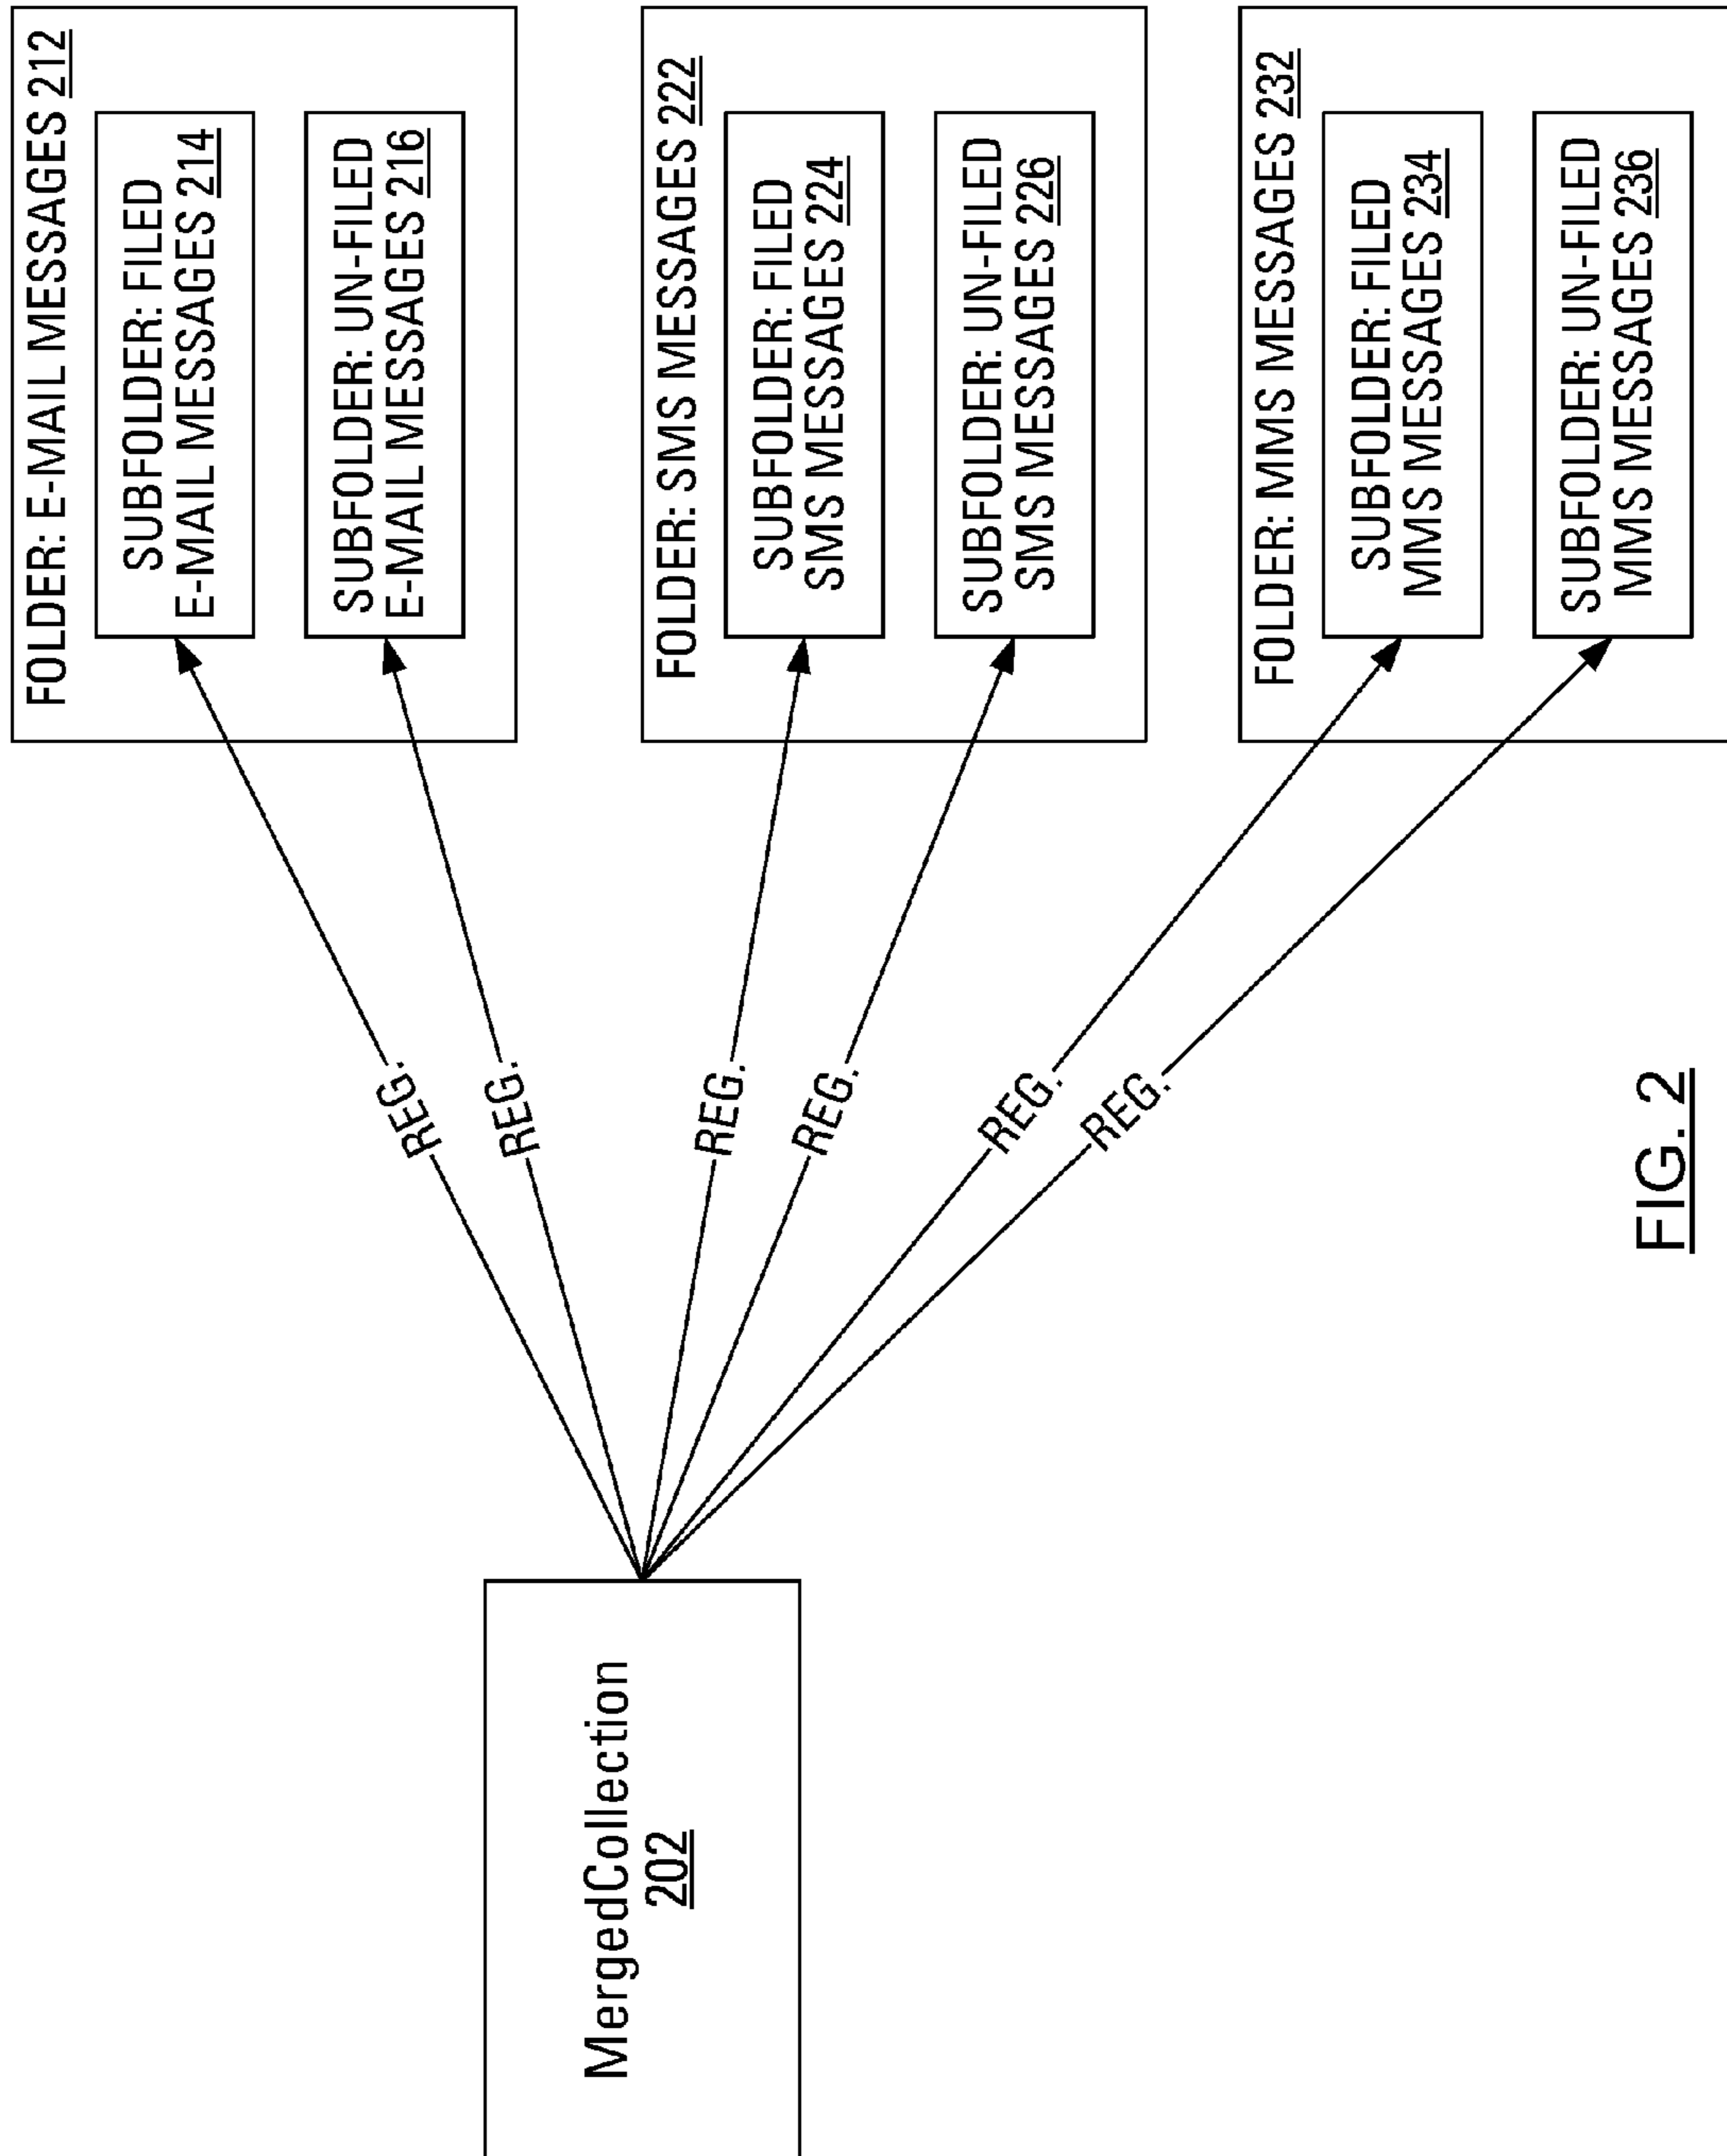 FOLDER: E-MAIL MESSAGES 212
SUBFOLDER: FILED
E-MAIL MESSAGES 214
SUBFOLDER: UN-FILED
E-MAIL MESSAGES 216
REG.
REG.
FOLDER: SMS MESSAGES 222
SUBFOLDER: FILED
SMS MESSAGES 224
SUBFOLDER: UN-FILED
SMS MESSAGES 226
REG.
REG.
MergedCollection
202
FOLDER: MMS MESSAGES 232
SUBFOLDER: FILED
MMS MESSAGES 234
SUBFOLDER: UN-FILED
MMS MESSAGES 236
REG.
REG.
FIG. 2